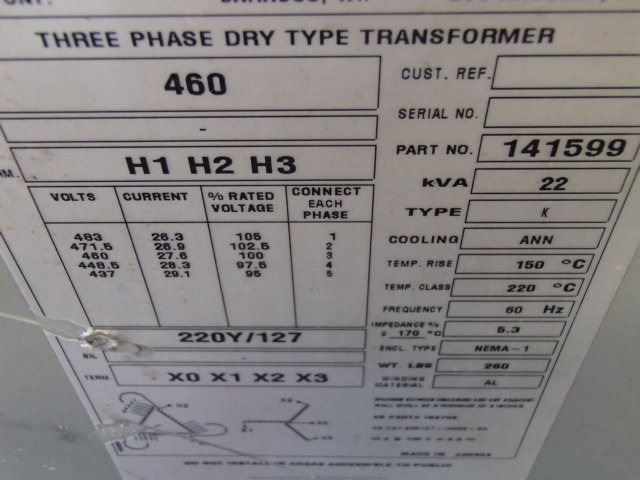 THREE PHASE DRY TYPE TRANSFORMER
460
CUST. REF.
-
SERIAL NO.
H1 H2 H3
PART NO. 141599
VOLTS CURRENT % RATED VOLTAGE CONNECT EACH PHASE
kVA 22
483 26.3 105 1
TYPE K
471.5 26.9 102.5 2
460 27.6 100 3
COOLING ANN
448.5 28.3 97.5 4
437 29.1 95 5
TEMP. RISE 150 °C
TEMP. CLASS 220 °C
FREQUENCY 60 Hz
220Y/127
IMPEDANCE % @ 170 °C 5.3
BIL -
ENCL. TYPE NEMA-1
WT. LBS 260
TERM. X0 X1 X2 X3
WINDING MATERIAL AL
H2
X2
X1
X3
MADE IN CANADA
DO NOT INSTALL IN AREAS ACCESSIBLE TO PUBLIC